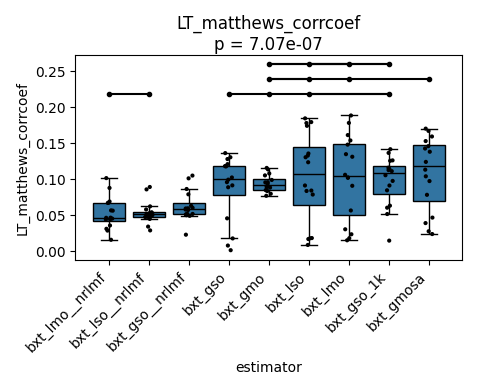 LT_matthews_corrcoef
p = 7.07e-07
LT_matthews_corrcoef
0.25
0.20
0.15
0.10
0.05
0.00
bxt_lmo__nrlmf
bxt_lso__nrlmf
bxt_gso__nrlmf
bxt_gso
bxt_gmo
bxt_lso
bxt_lmo
bxt_gso_1k
bxt_gmosa
estimator